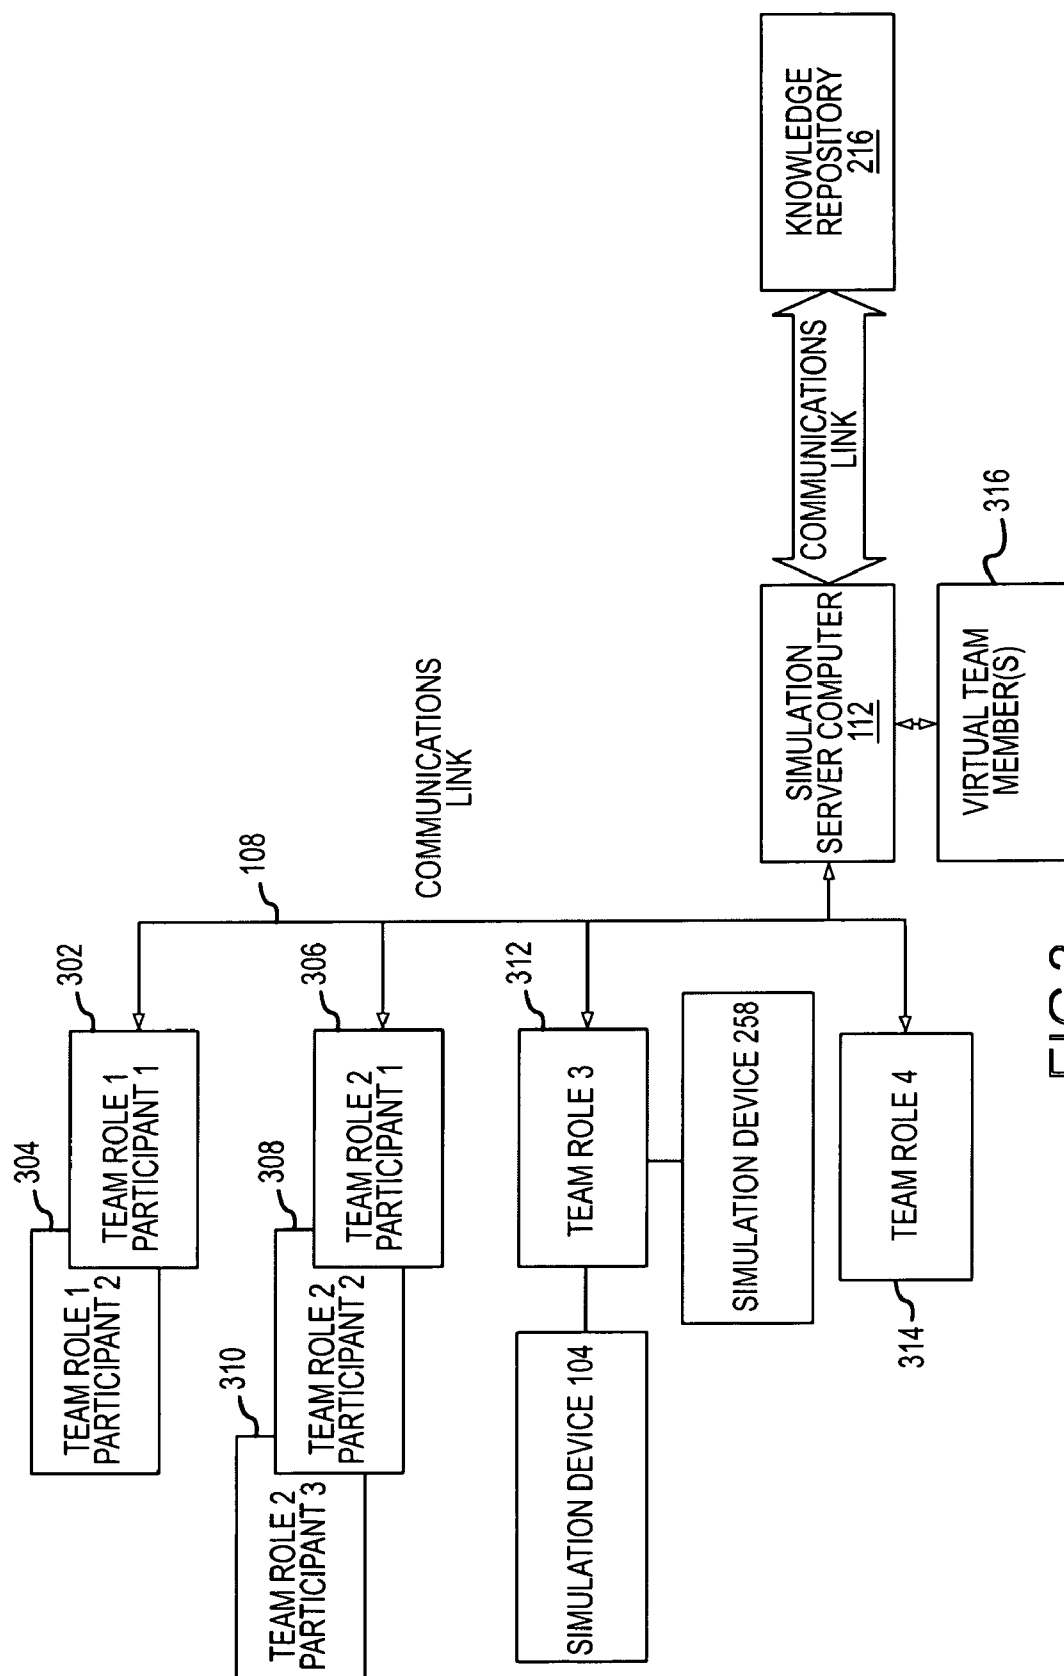 304
302
TEAM ROLE 1
PARTICIPANT 2
TEAM ROLE 1
PARTICIPANT 1
310
308
306
108
TEAM ROLE 2
PARTICIPANT 3
TEAM ROLE 2
PARTICIPANT 2
TEAM ROLE 2
PARTICIPANT 1
COMMUNICATIONS
LINK
312
SIMULATION DEVICE 104
TEAM ROLE 3
SIMULATION DEVICE 258
SIMULATION
SERVER COMPUTER
112
COMMUNICATIONS
LINK
KNOWLEDGE
REPOSITORY
216
314
TEAM ROLE 4
VIRTUAL TEAM
MEMBER(S)
316
FIG.